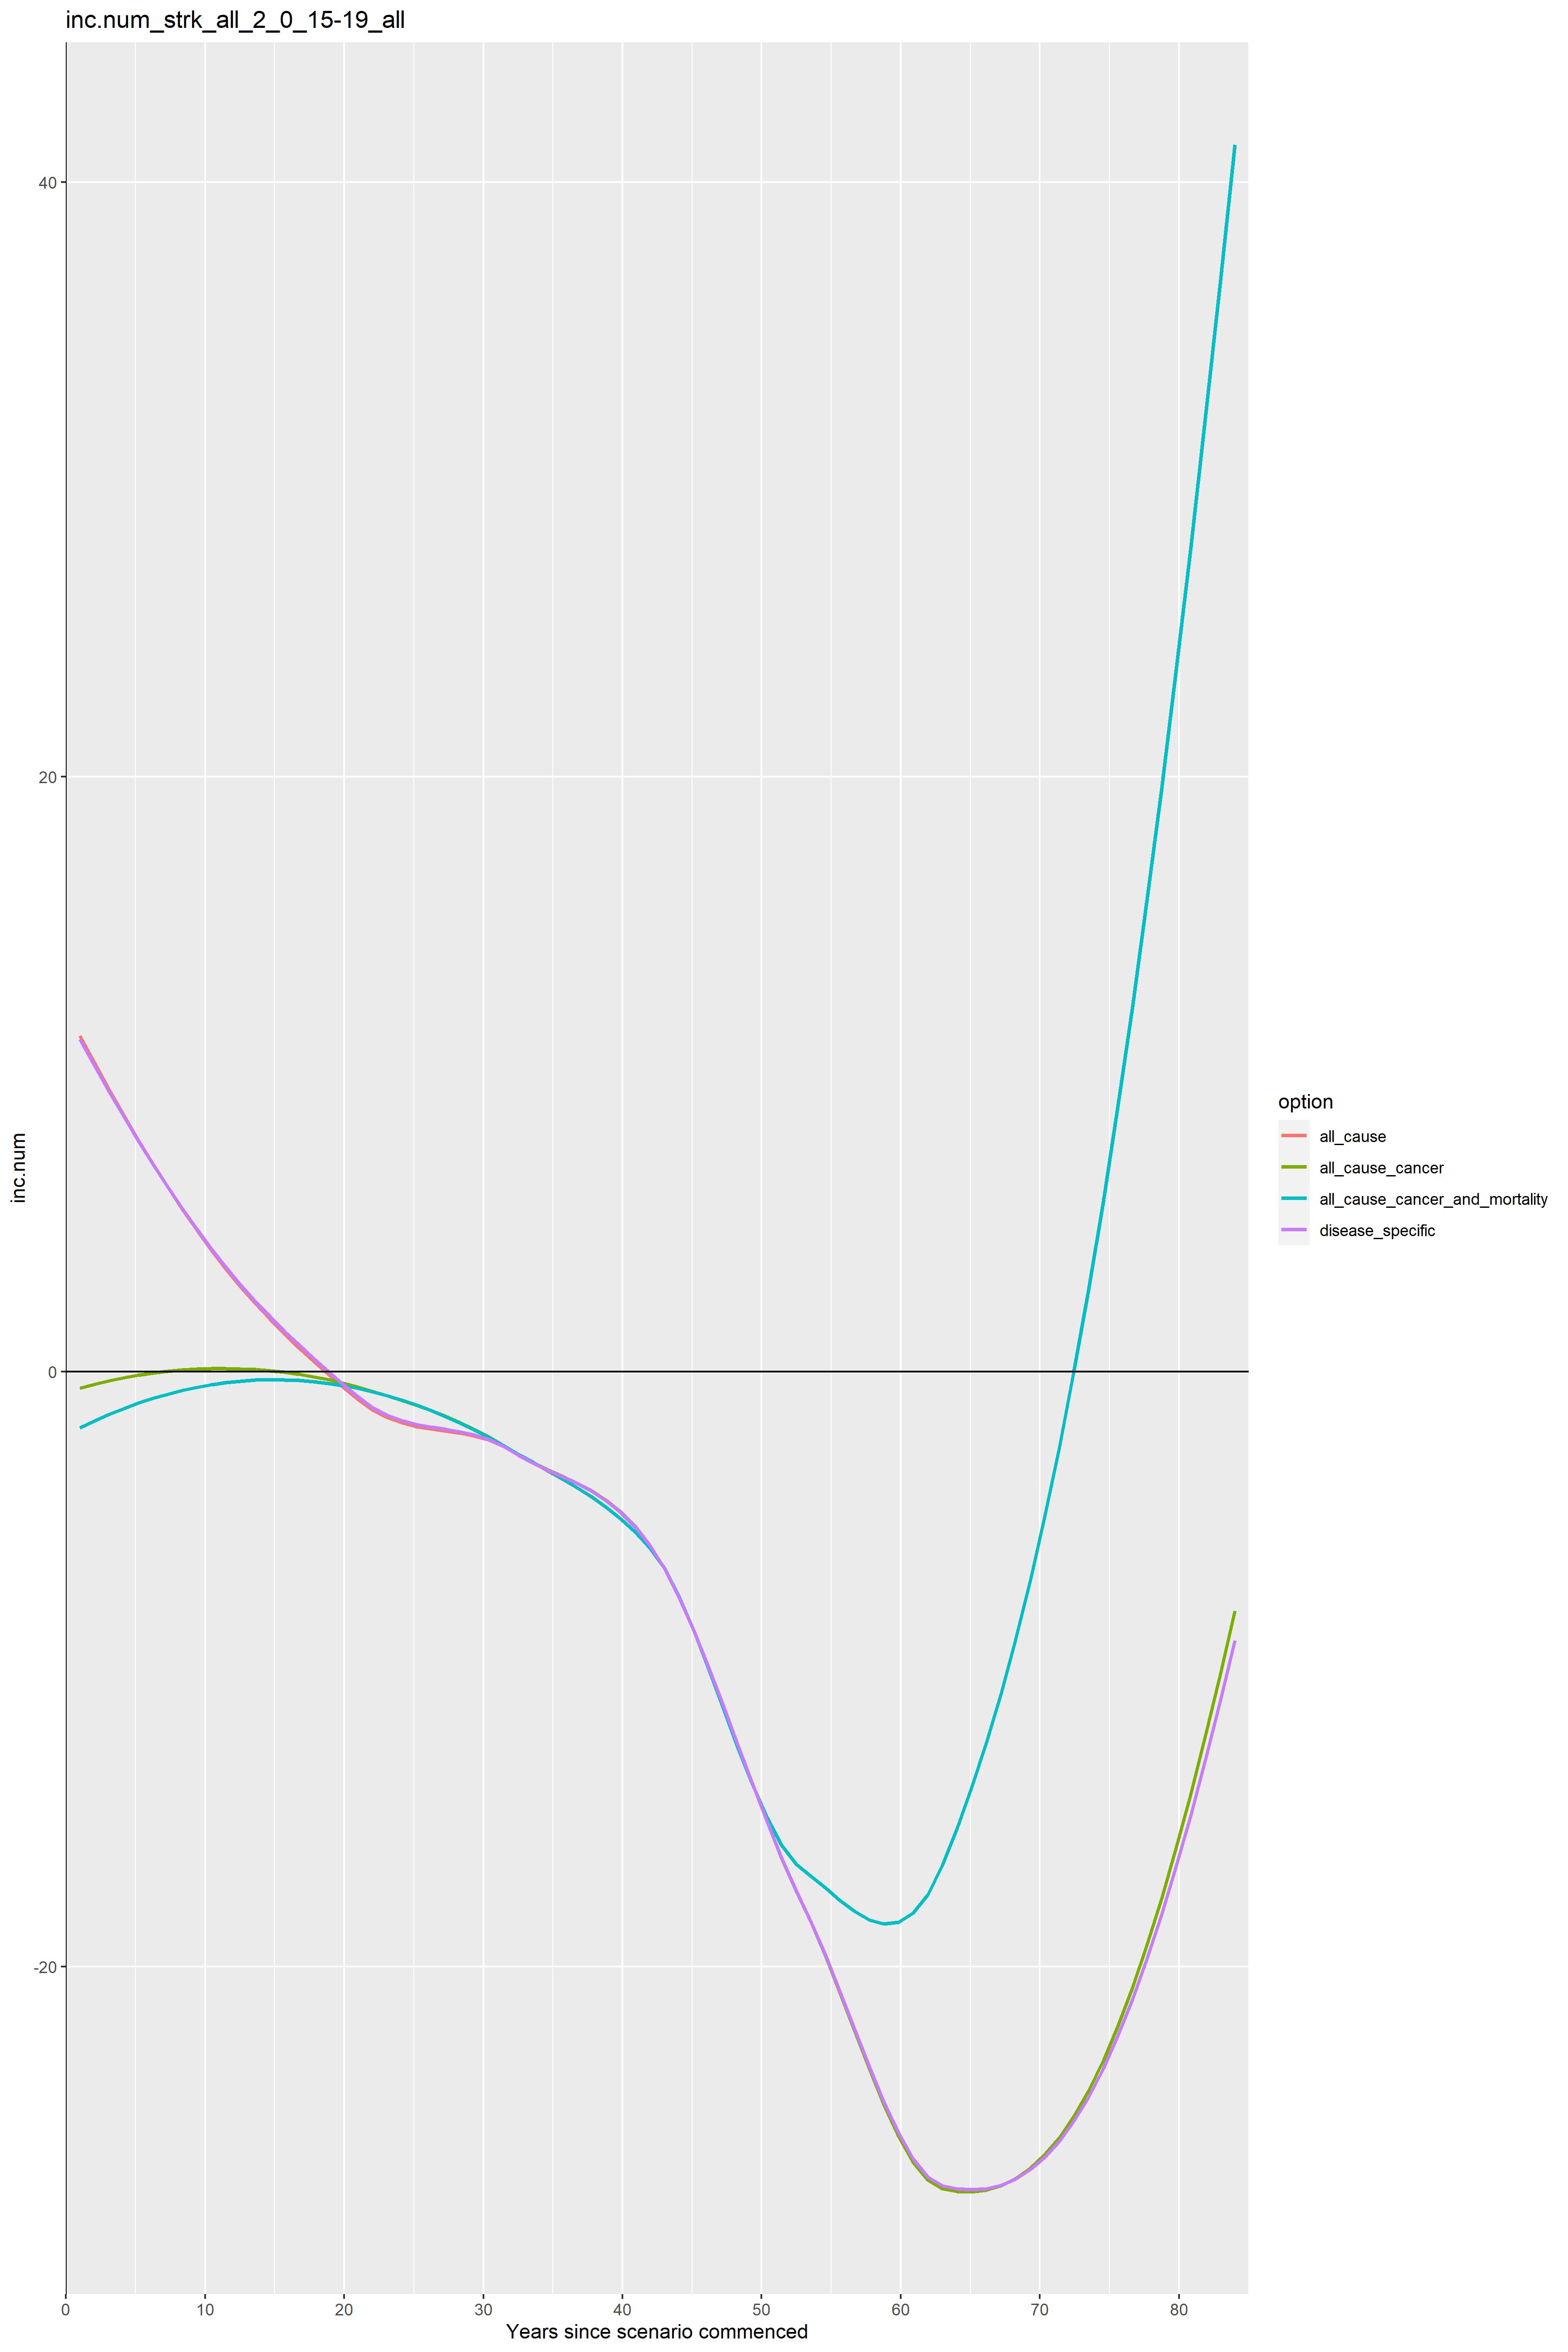 inc.num_strk_all_2_0_15-19_all
40
20
0
-20
inc.num
0 10 20 30 40 50 60 70 80
Years since scenario commenced
option
all_cause
all_cause_cancer
all_cause_cancer_and_mortality
disease_specific